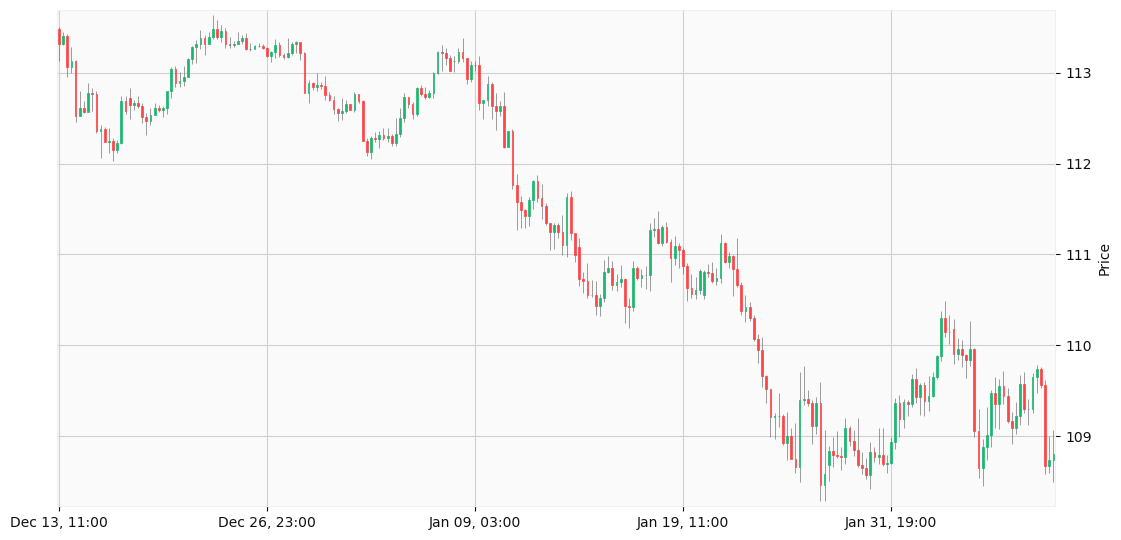 113
112
111
110
109
Price
Dec 13, 11:00
Dec 26, 23:00
Jan 09, 03:00
Jan 19, 11:00
Jan 31, 19:00